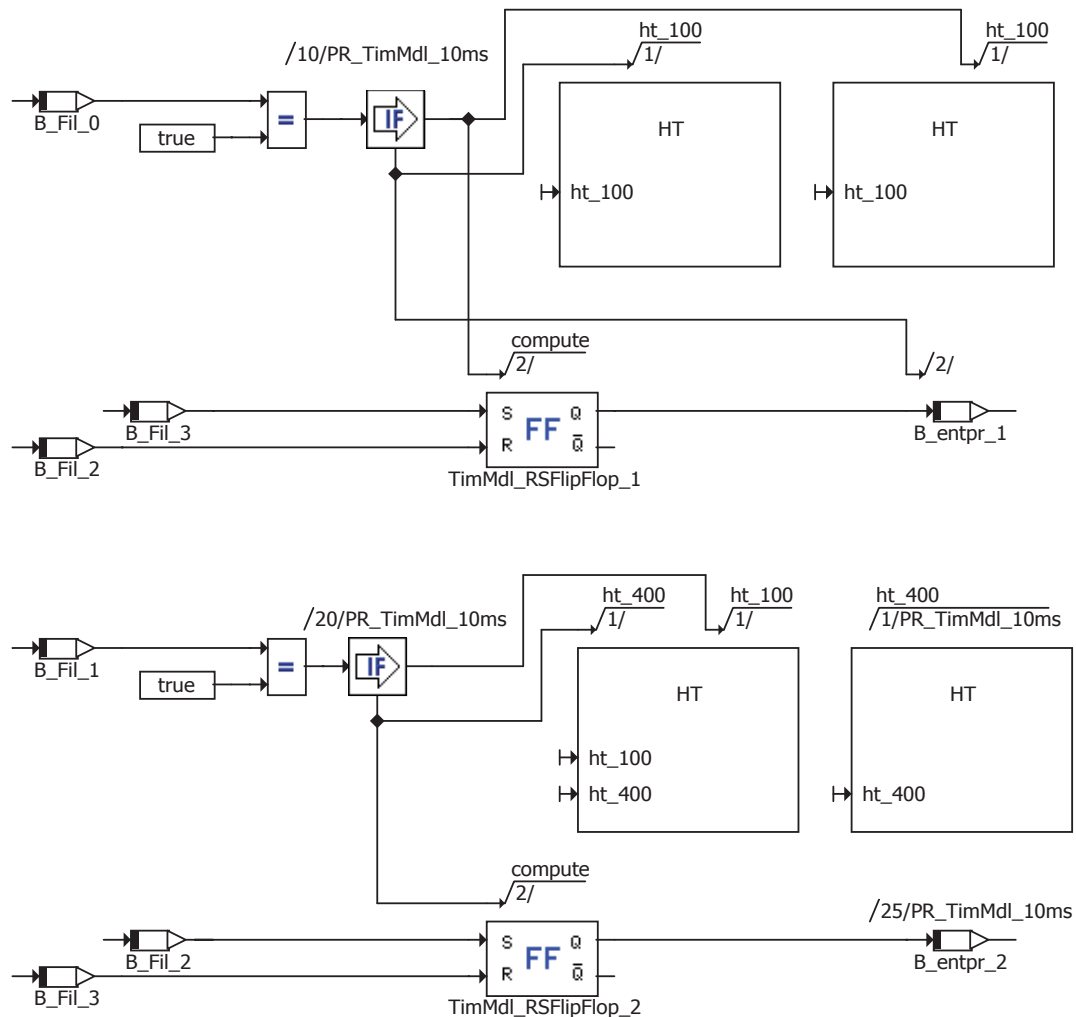 ht_100
1/
ht_100
1/
/10/PR_TimMdl_10ms
B_Fil_0
true
=
IF
HT
ht_100
HT
ht_100
compute
2/
/2/
B_Fil_3
B_Fil_2
S
R
FF
Q
Q̅
TimMdl_RSFlipFlop_1
B_entpr_1
ht_400
1/
ht_100
1/
ht_400
/1/PR_TimMdl_10ms
/20/PR_TimMdl_10ms
B_Fil_1
true
=
IF
HT
ht_100
ht_400
HT
ht_400
compute
2/
/25/PR_TimMdl_10ms
B_Fil_2
B_Fil_3
S
R
FF
Q
Q̅
TimMdl_RSFlipFlop_2
B_entpr_2